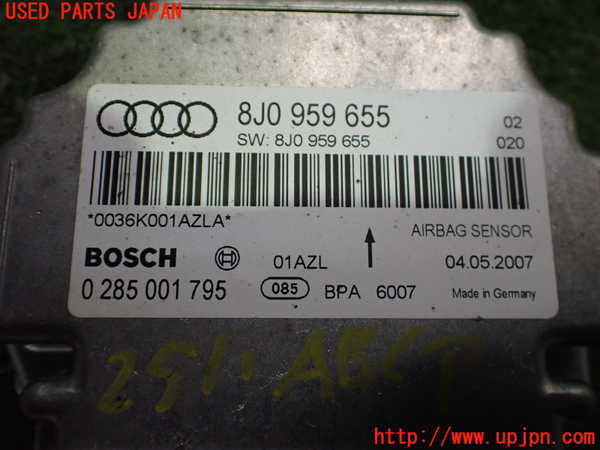 USED PARTS JAPAN
8J0 959 655 02
SW: 8J0 959 655 020
*0036K001AZLA* AIRBAG SENSOR
BOSCH 01AZL 04.05.2007
0 285 001 795 085 BPA 6007 Made in Germany
http://www.upjpn.com/